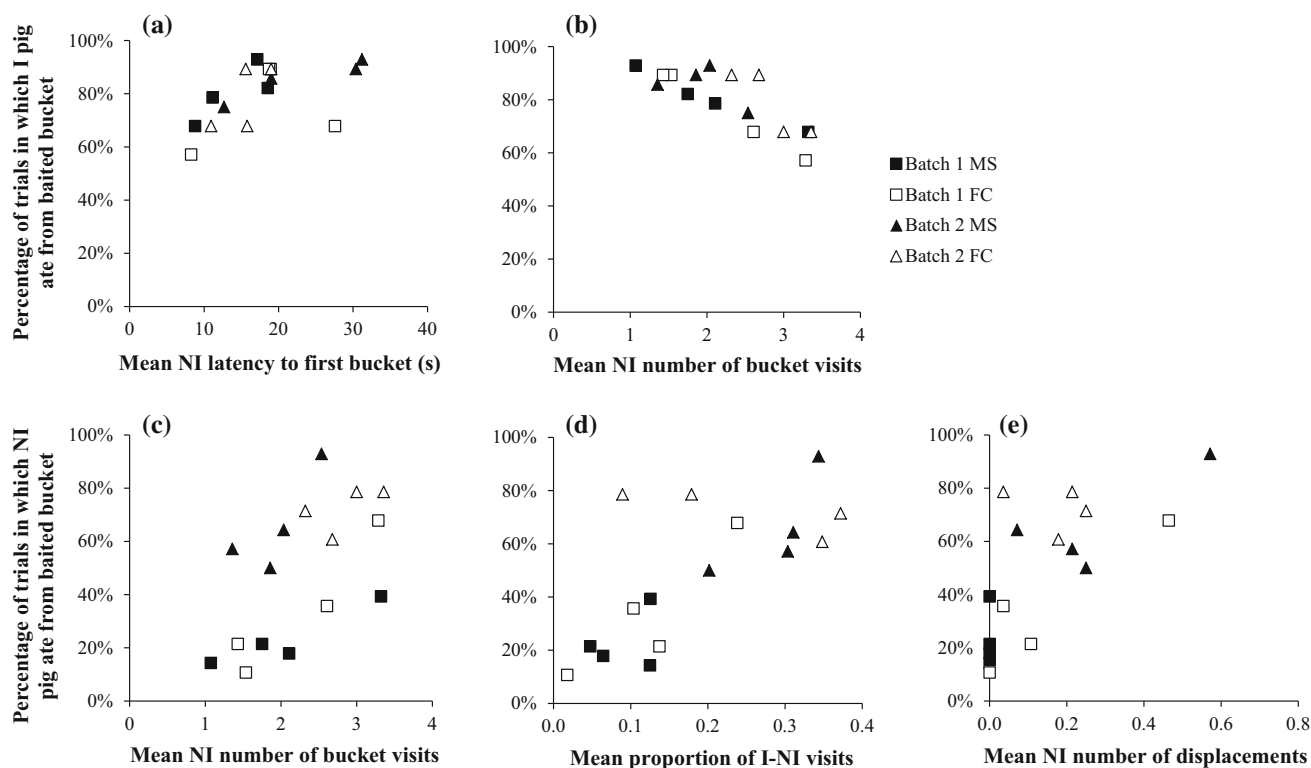 (a)
(b)
Percentage of trials in which I pig
ate from baited bucket
100%
80%
60%
40%
20%
0%
0 10 20 30 40
Mean NI latency to first bucket (s)
100%
80%
60%
40%
20%
0%
0 1 2 3 4
Mean NI number of bucket visits
Batch 1 MS
Batch 1 FC
Batch 2 MS
Batch 2 FC
(c)
(d)
(e)
Percentage of trials in which NI
pig ate from baited bucket
100%
80%
60%
40%
20%
0%
0 1 2 3 4
Mean NI number of bucket visits
100%
80%
60%
40%
20%
0%
0.0 0.1 0.2 0.3 0.4
Mean proportion of I-NI visits
100%
80%
60%
40%
20%
0%
0.0 0.2 0.4 0.6 0.8
Mean NI number of displacements